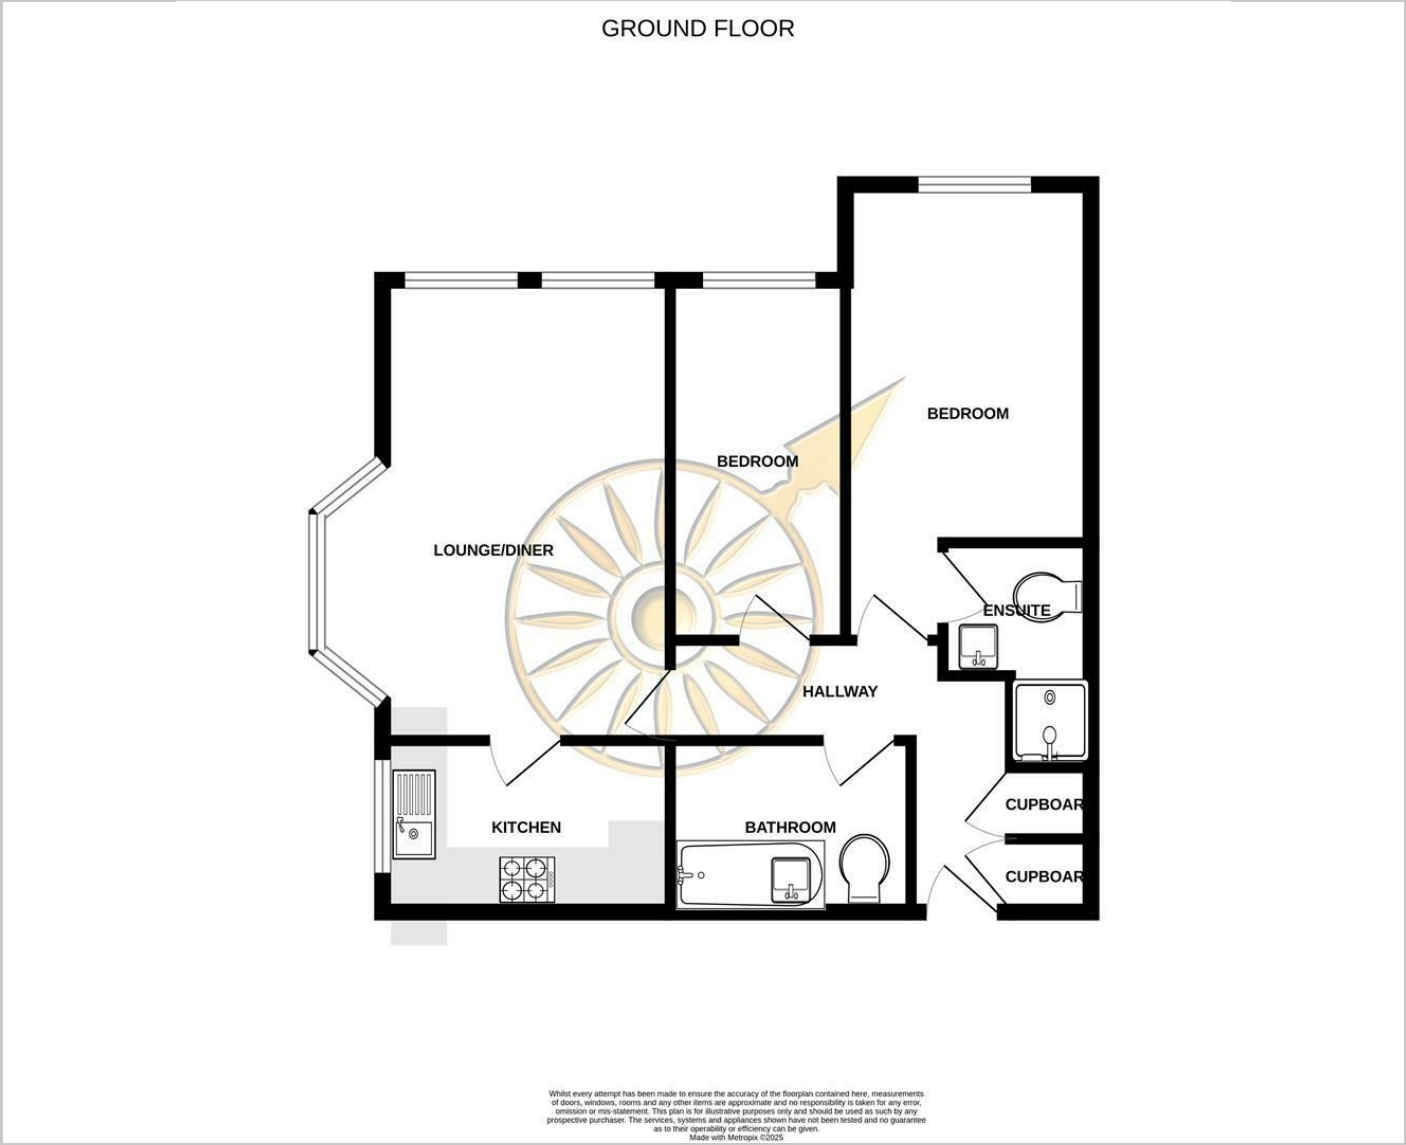 GROUND FLOOR
BEDROOM
BEDROOM
LOUNGE/DINER
ENSUITE
HALLWAY
CUPBOAR
KITCHEN
BATHROOM
CUPBOAR
Whilst every attempt has been made to ensure the accuracy of the floorplan contained here, measurements
of doors, windows, rooms and any other items are approximate and no responsibility is taken for any error,
omission or mis-statement. This plan is for illustrative purposes only and should be used as such by any
prospective purchaser. The services, systems and appliances shown have not been tested and no guarantee
as to their operability or efficiency can be given.
Made with Metropix ©2025